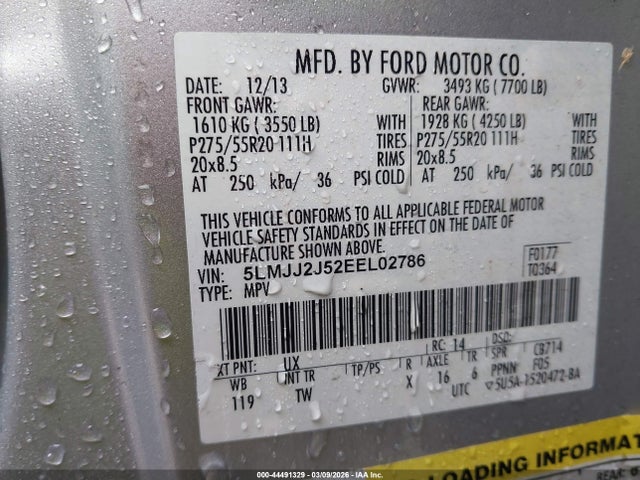 MFD. BY FORD MOTOR CO.
DATE: 12/13 GVWR: 3493 KG ( 7700 LB)
FRONT GAWR: REAR GAWR:
1610 KG ( 3550 LB) WITH 1928 KG ( 4250 LB) WITH
P275/55R20 111H TIRES P275/55R20 111H TIRES
20x8.5 RIMS 20x8.5 RIMS
AT 250 kPa/ 36 PSI COLD AT 250 kPa/ 36 PSI COLD
THIS VEHICLE CONFORMS TO ALL APPLICABLE FEDERAL MOTOR
VEHICLE SAFETY STANDARDS IN EFFECT ON THE DATE OF
MANUFACTURE SHOWN ABOVE.
VIN: 5LMJJ2J52EEL02786 F0177
TYPE: MPV T0364
EXT PNT: UX RC: 14 DSO:
WB INT TR TP/PS R AXLE TR SPR CB714
119 TW X 16 6 PPNN F0S
UTC ▽5U5A-1520472-BA
LOADING INFORMAT
REAR:
000-44491329 - 03/09/2026 - IAAI.COM